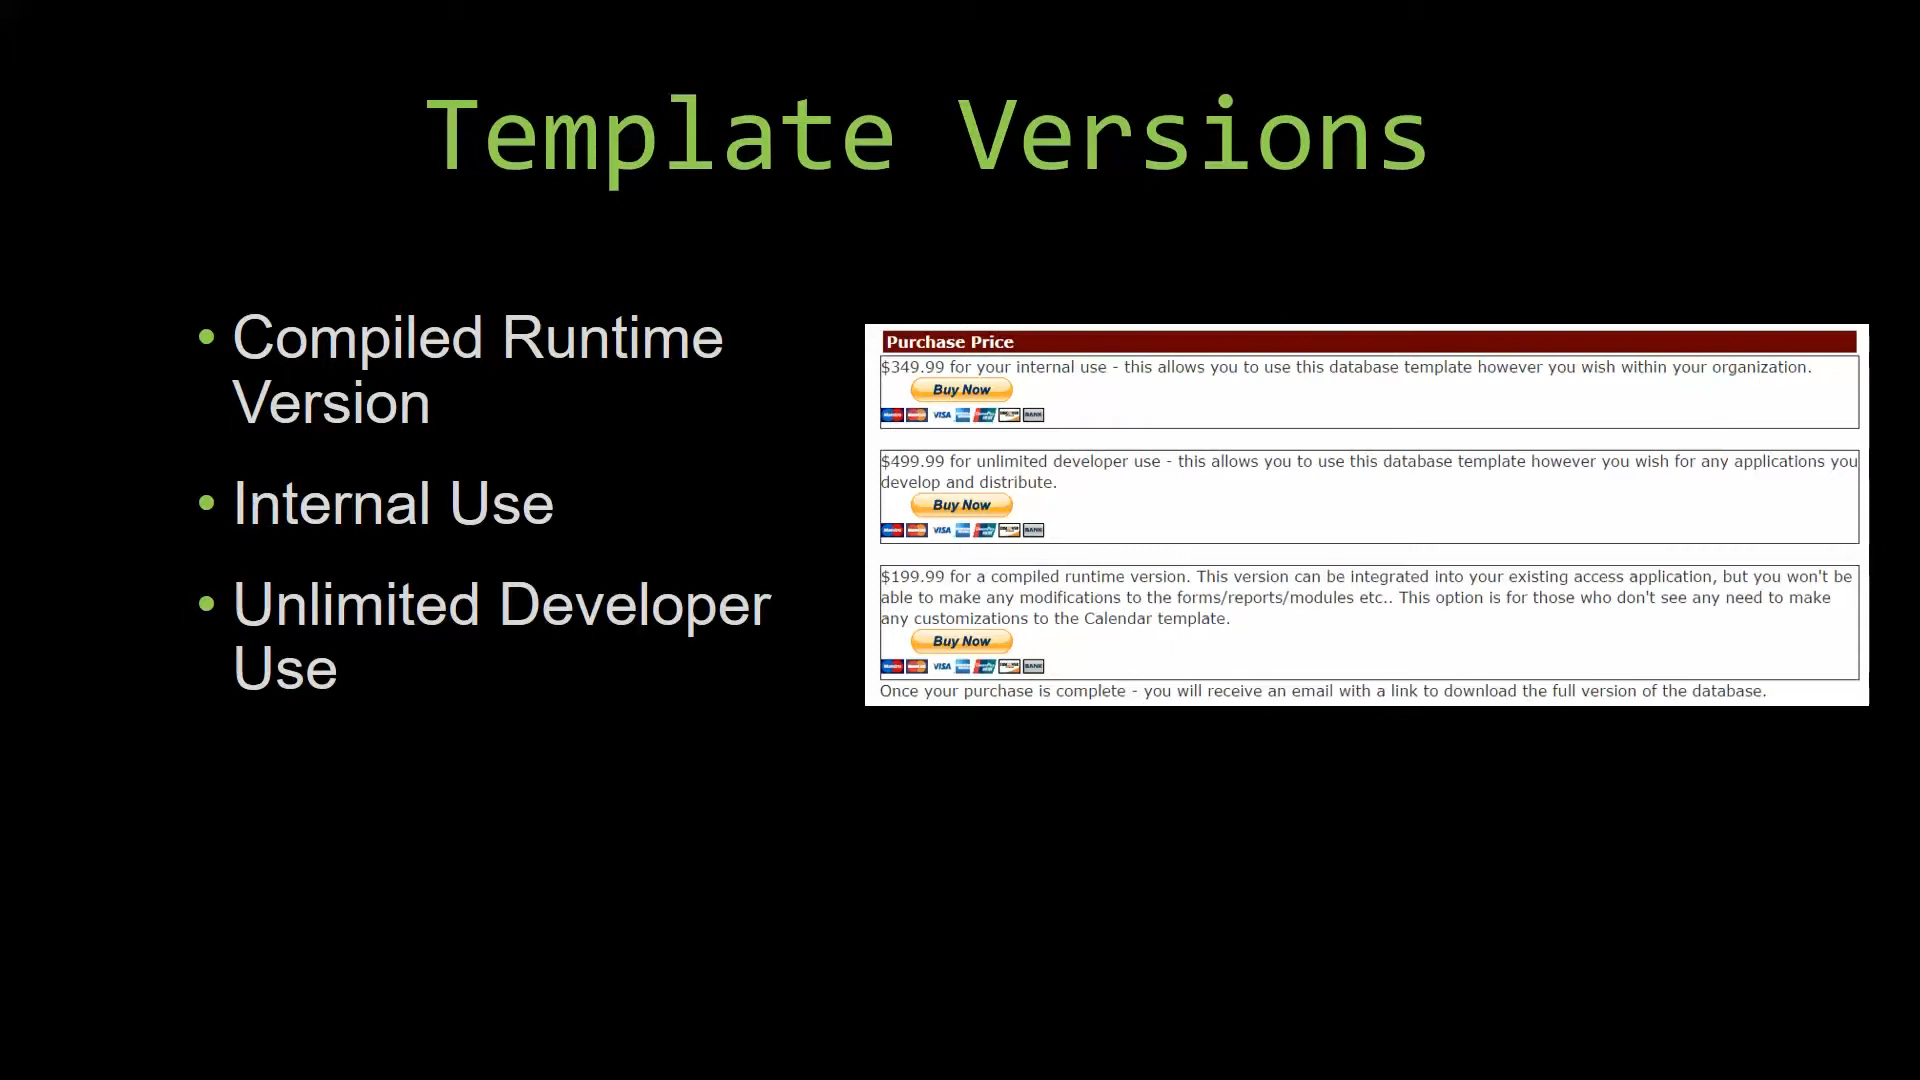 Template Versions
• Compiled Runtime
Version
• Internal Use
• Unlimited Developer
Use
Purchase Price
$349.99 for your internal use - this allows you to use this database template however you wish within your organization.
Buy Now
VISA BANK
$499.99 for unlimited developer use - this allows you to use this database template however you wish for any applications you
develop and distribute.
Buy Now
VISA BANK
$199.99 for a compiled runtime version. This version can be integrated into your existing access application, but you won't be
able to make any modifications to the forms/reports/modules etc.. This option is for those who don't see any need to make
any customizations to the Calendar template.
Buy Now
VISA BANK
Once your purchase is complete - you will receive an email with a link to download the full version of the database.